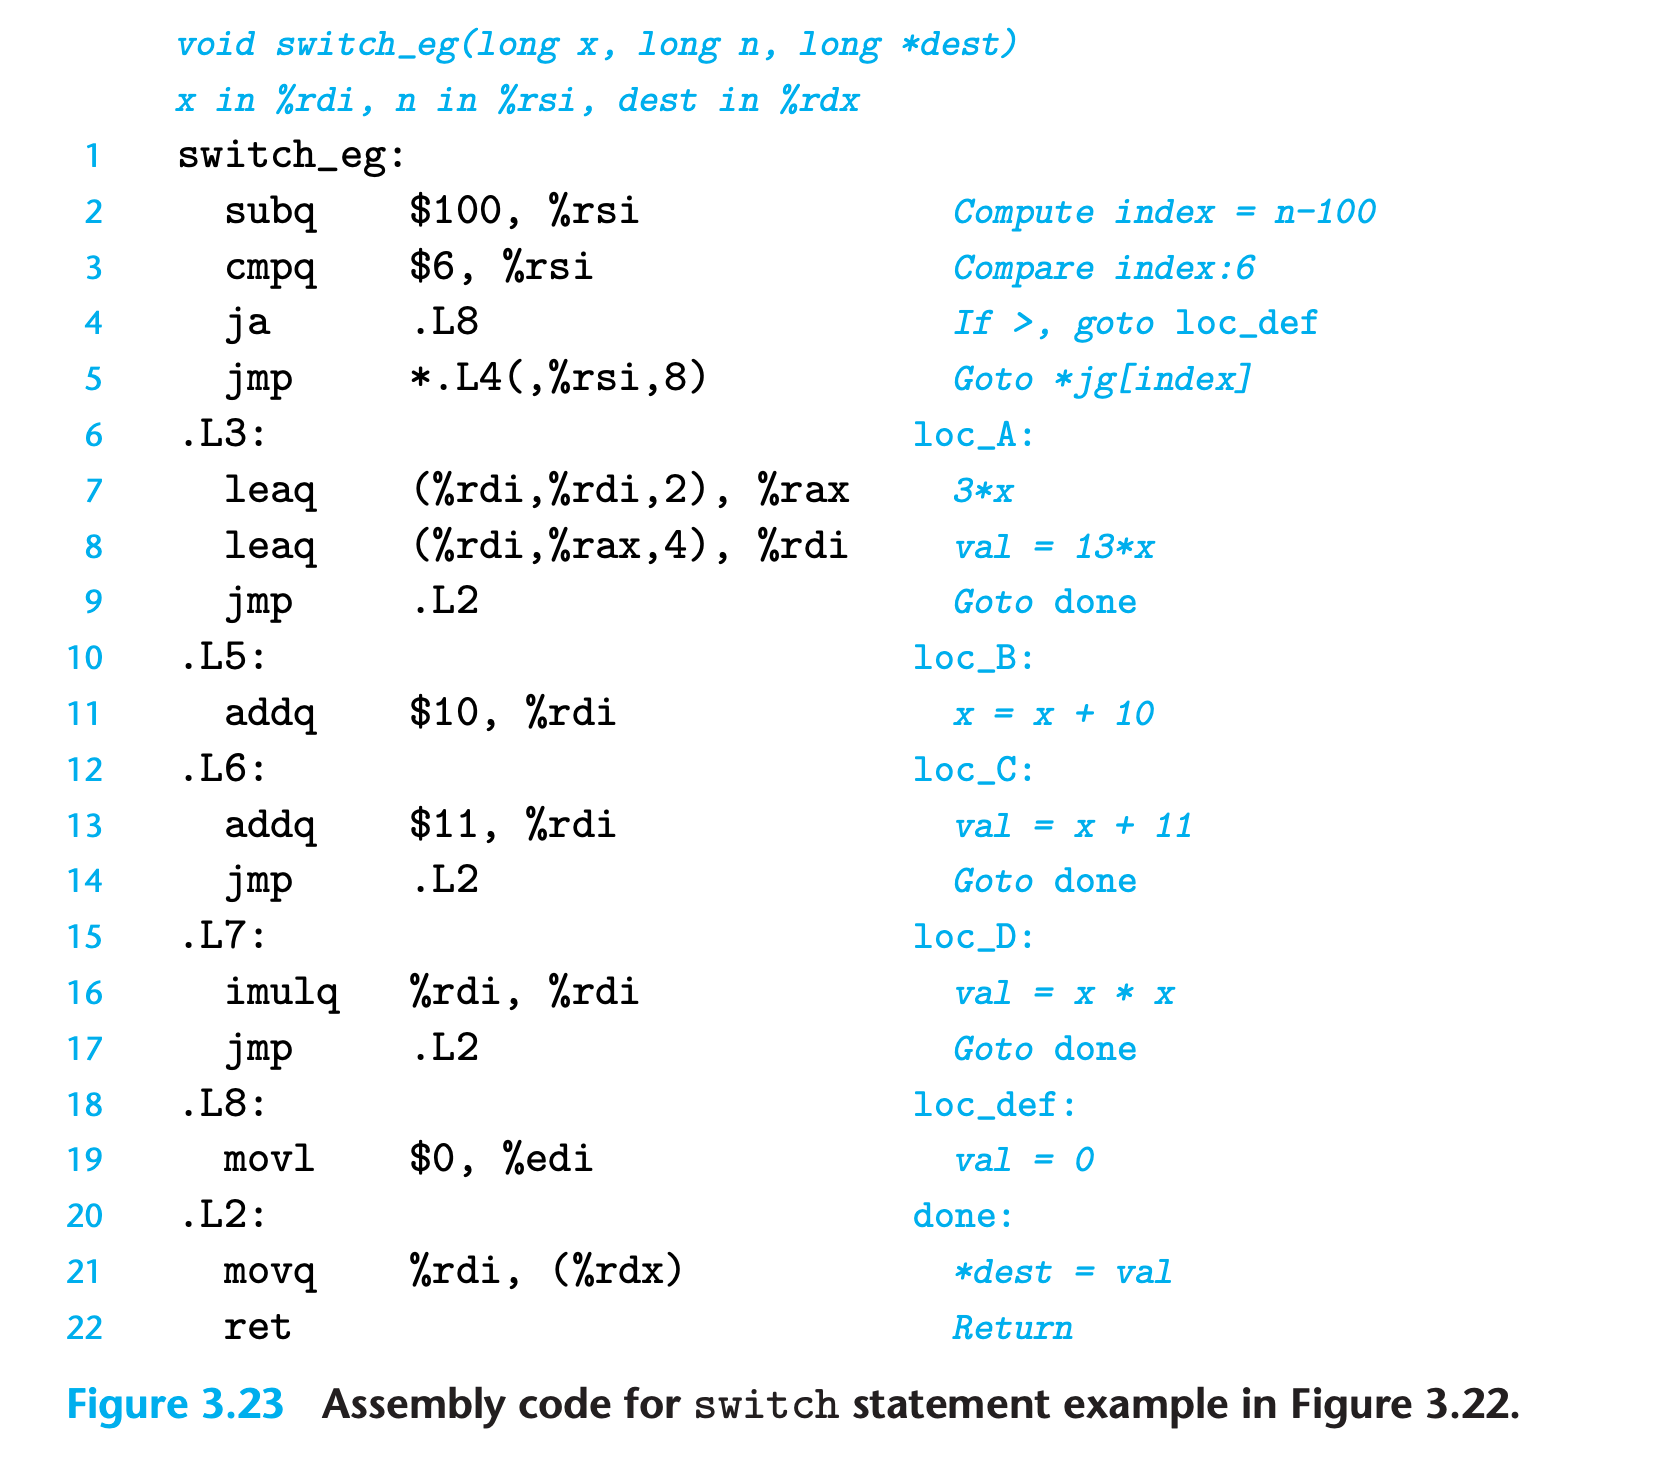 void switch_eg(long x, long n, long *dest)
x in %rdi, n in %rsi, dest in %rdx
1 switch_eg:
2 subq $100, %rsi Compute index = n-100
3 cmpq $6, %rsi Compare index:6
4 ja .L8 If >, goto loc_def
5 jmp *.L4(,%rsi,8) Goto *jg[index]
6 .L3: loc_A:
7 leaq (%rdi,%rdi,2), %rax 3*x
8 leaq (%rdi,%rax,4), %rdi val = 13*x
9 jmp .L2 Goto done
10 .L5: loc_B:
11 addq $10, %rdi x = x + 10
12 .L6: loc_C:
13 addq $11, %rdi val = x + 11
14 jmp .L2 Goto done
15 .L7: loc_D:
16 imulq %rdi, %rdi val = x * x
17 jmp .L2 Goto done
18 .L8: loc_def:
19 movl $0, %edi val = 0
20 .L2: done:
21 movq %rdi, (%rdx) *dest = val
22 ret Return
Figure 3.23 Assembly code for switch statement example in Figure 3.22.